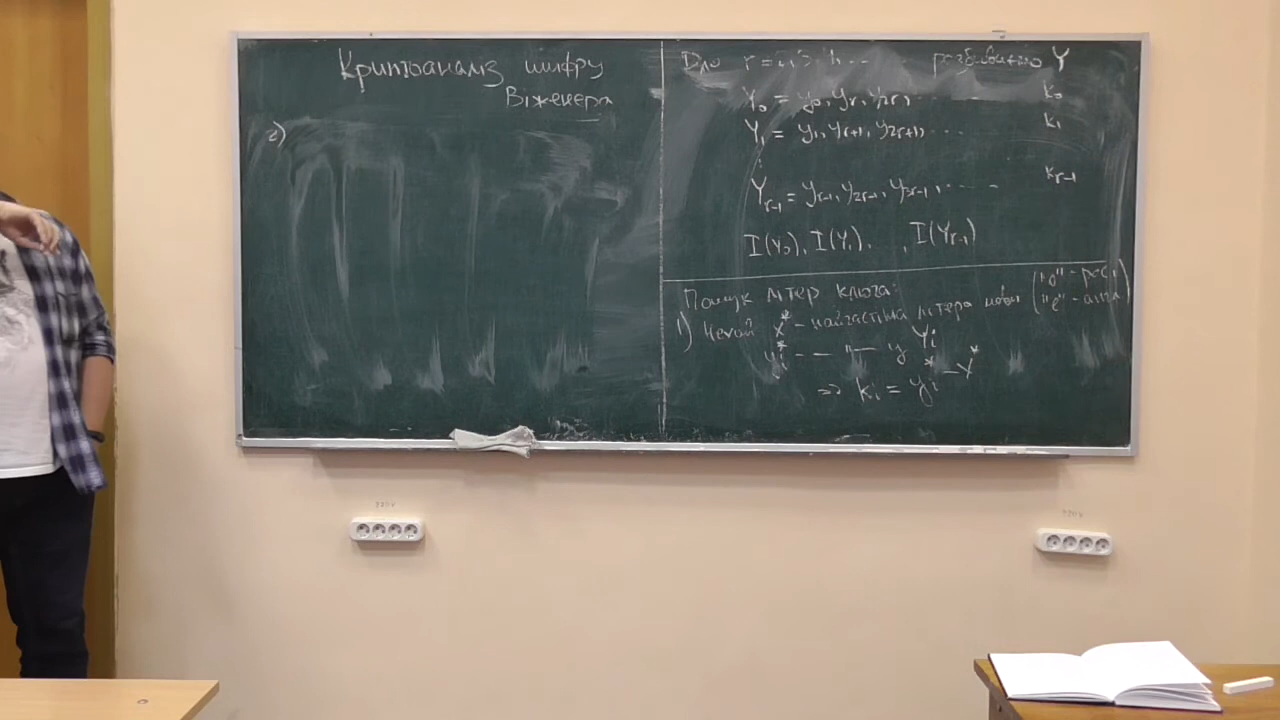 Криптоаналіз шифру
Віженера
2)
Для r = розбиваємо Y
Y₀ = y₀, yᵣ, y₂ᵣ, ..... k₀
Y₁ = y₁, yᵣ₊₁, y₂ᵣ₊₁, .... k₁
⋮
Yᵣ₋₁ = yᵣ₋₁, y₂ᵣ₋₁, y₃ᵣ₋₁, .... kᵣ₋₁
I(Y₀), I(Y₁), , I(Yᵣ₋₁)
Пошук літер ключа:
1) Нехай x* - найчастіша літера мови ("о" - рос,
"е" - англ)
yᵢ* - —"— у Yᵢ
⇒ kᵢ = yᵢ* - x*